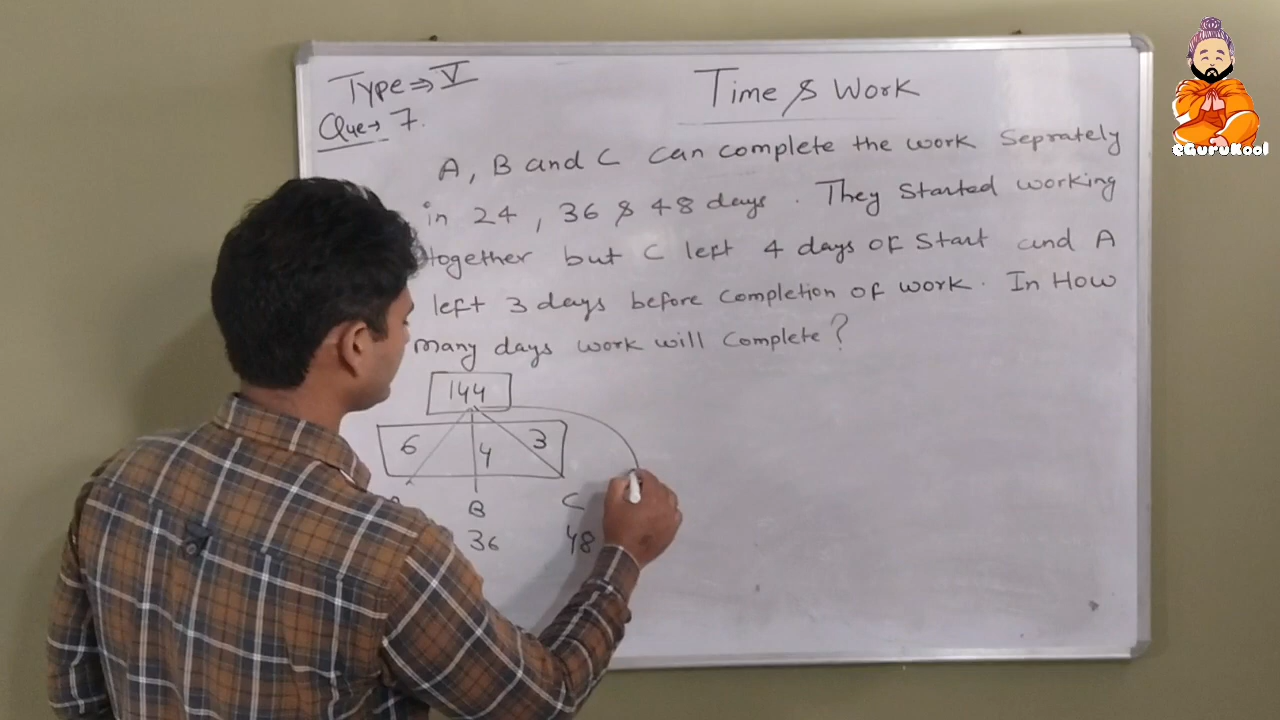 Type ⇒ V
Time & Work
Que → 7.
A, B and C can complete the work Seprately
in 24, 36 & 48 days. They started working
together but C left 4 days of Start and A
left 3 days before completion of work. In How
many days work will complete?
144
6 4 3
B C
36 48
eGuruKool